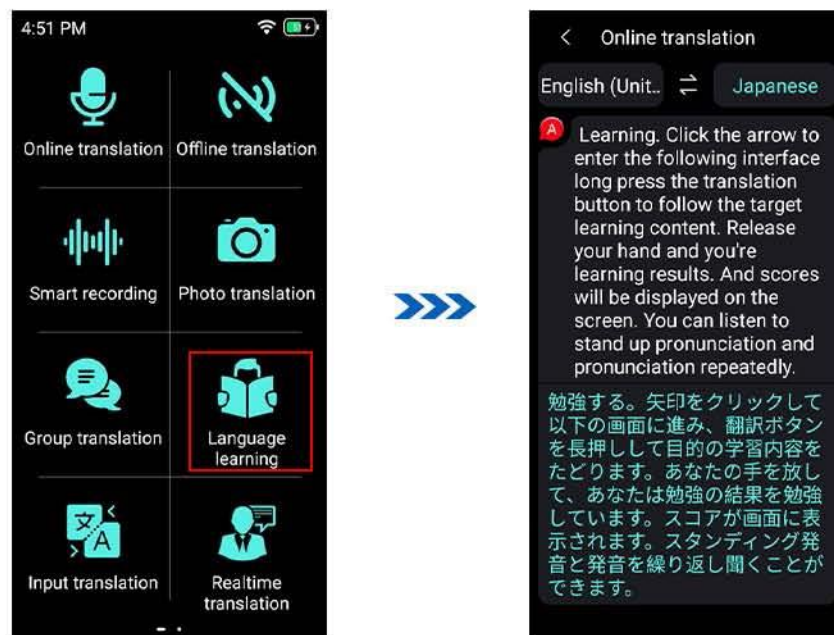 4:51 PM
Online translation
Offline translation
Smart recording
Photo translation
Group translation
Language
learning
文
A
Input translation
Realtime
translation
Online translation
English (Unit..
Japanese
A
Learning. Click the arrow to
enter the following interface
long press the translation
button to follow the target
learning content. Release
your hand and you're
learning results. And scores
will be displayed on the
screen. You can listen to
stand up pronunciation and
pronunciation repeatedly.
勉強する。矢印をクリックして
以下の画面に進み、翻訳ボタン
を長押しして目的の学習内容を
たどります。あなたの手を放し
て、あなたは勉強の結果を勉強
しています。スコアが画面に表
示されます。スタンディング発
音と発音を繰り返し聞くことが
できます。